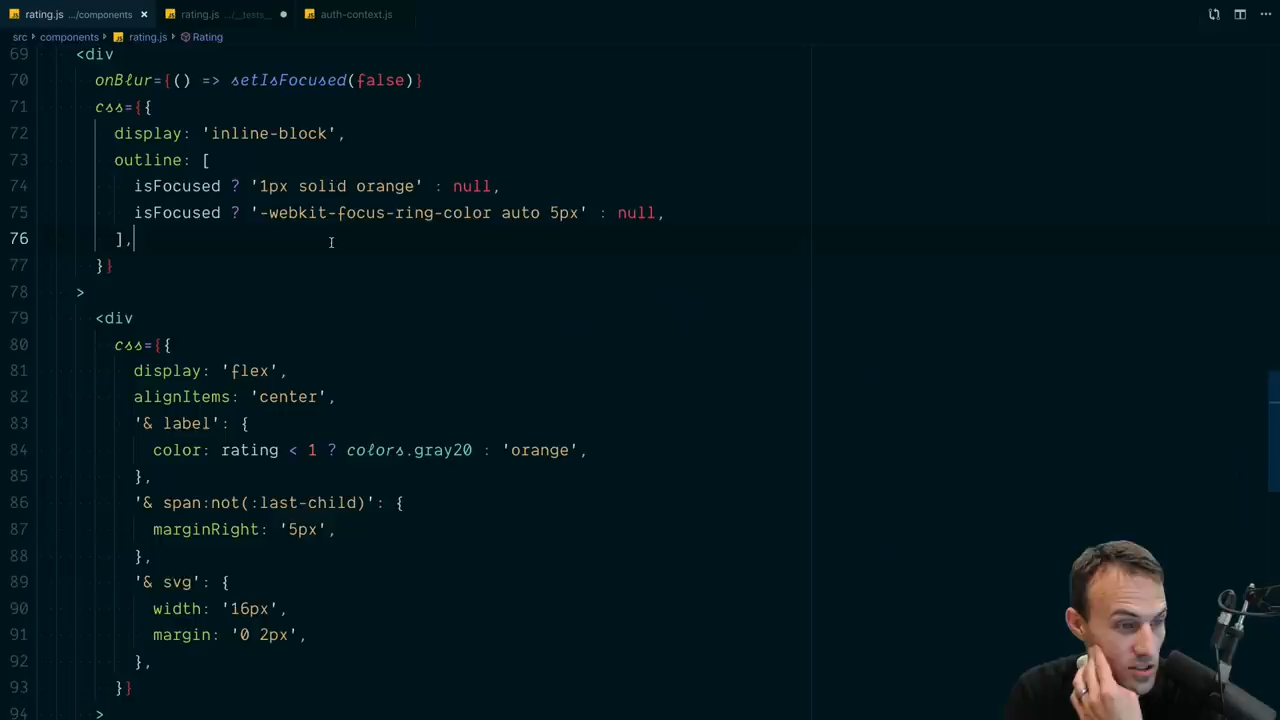 rating.js .../components × rating.js .../__tests__ ● auth-context.js ···
src > components > rating.js > Rating
69 <div
70 onBlur={() => setIsFocused(false)}
71 css={{
72 display: 'inline-block',
73 outline: [
74 isFocused ? '1px solid orange' : null,
75 isFocused ? '-webkit-focus-ring-color auto 5px' : null,
76 ],
77 }}
78 >
79 <div
80 css={{
81 display: 'flex',
82 alignItems: 'center',
83 '& label': {
84 color: rating < 1 ? colors.gray20 : 'orange',
85 },
86 '& span:not(:last-child)': {
87 marginRight: '5px',
88 },
89 '& svg': {
90 width: '16px',
91 margin: '0 2px',
92 },
93 }}
94 >